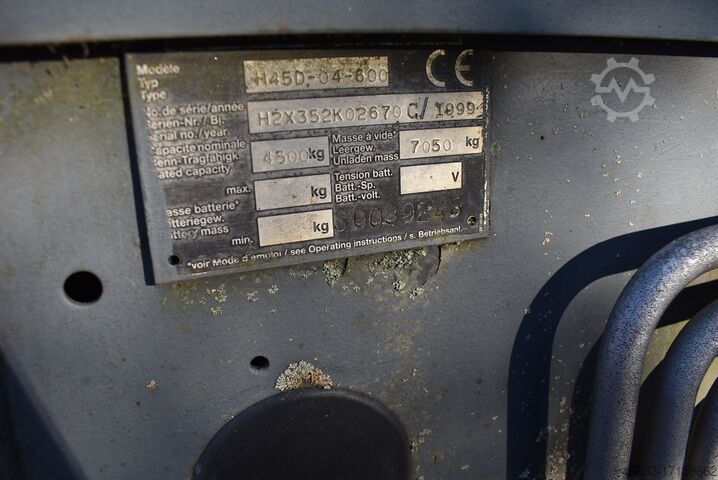 Modèle
Typ H45D-04-600 CE
Type
No.de série/année
Serien-Nr./Bj. H2X352K02670 G/ 1999
Serial no./year
Capacité nominale Masse à vide*
Nenn-Tragfähigk. 4500 kg Leergew. 7050 kg
Rated capacity Unladen mass
max. kg Tension batt.
Batt.-Sp. V
Masse batterie* Batt.-volt.
Batteriegew.
Battery mass kg
min.
*voir Mode d'emploi / see Operating instructions / s. Betriebsanl.